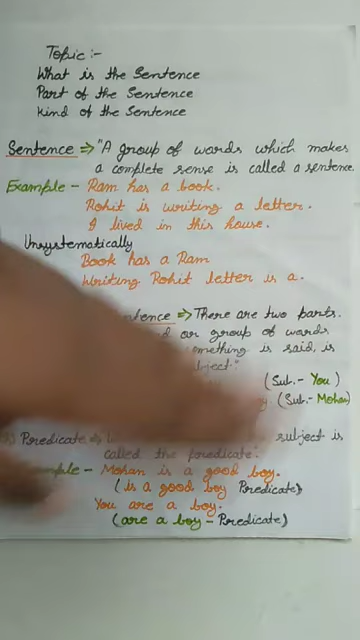 Topic :-
What is the Sentence
Part of the Sentence
Kind of the Sentence
Sentence ⇒ "A group of words which makes
a complete sense is called a sentence.
Example - Ram has a book.
Rohit is writing a letter.
I lived in this house.
Unsystematically
Book has a Ram
Writing Rohit letter is a.
⇒ There are two parts.
or group of words
is said, is
(Sub.- You)
(Sub.- Mohan)
Predicate subject is
called the predicate".
Mohan is a good boy.
(is a good boy Predicate)
You are a boy.
(are a boy - Predicate)